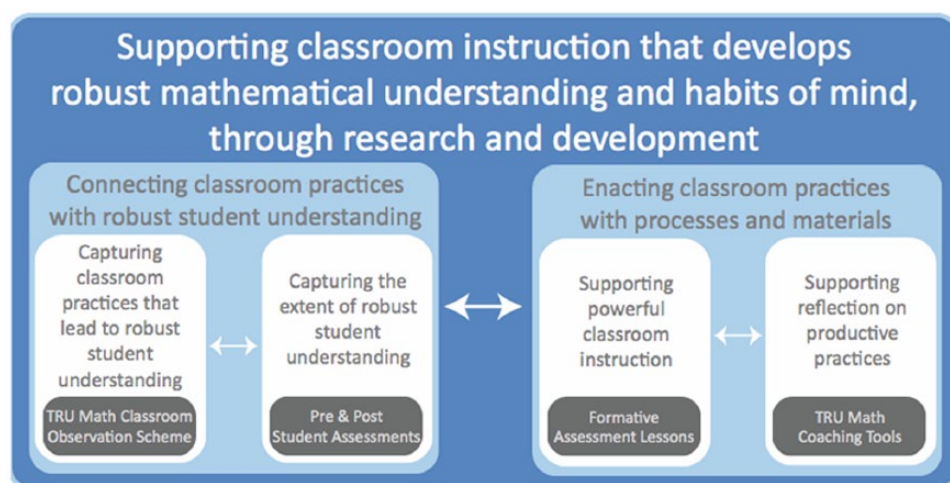 Supporting classroom instruction that develops
robust mathematical understanding and habits of mind,
through research and development
Connecting classroom practices
with robust student understanding
Capturing
classroom
practices that
lead to robust
student
understanding
TRU Math Classroom
Observation Scheme
Capturing the
extent of robust
student
understanding
Pre & Post
Student Assessments
Enacting classroom practices
with processes and materials
Supporting
powerful
classroom
instruction
Formative
Assessment Lessons
Supporting
reflection on
productive
practices
TRU Math
Coaching Tools